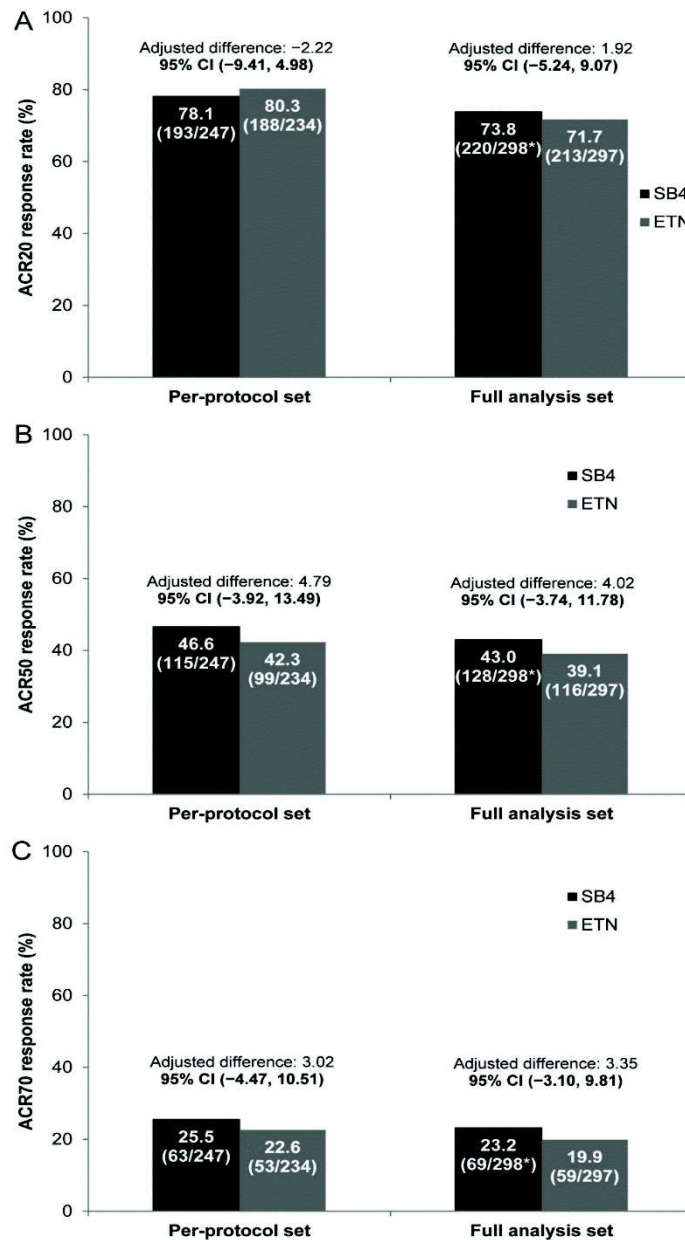 A
100
80
60
40
20
0
ACR20 response rate (%)
Adjusted difference: −2.22
95% CI (−9.41, 4.98)
Adjusted difference: 1.92
95% CI (−5.24, 9.07)
78.1
(193/247)
80.3
(188/234)
73.8
(220/298*)
71.7
(213/297)
SB4
ETN
Per-protocol set
Full analysis set
B
100
80
60
40
20
0
ACR50 response rate (%)
SB4
ETN
Adjusted difference: 4.79
95% CI (−3.92, 13.49)
Adjusted difference: 4.02
95% CI (−3.74, 11.78)
46.6
(115/247)
42.3
(99/234)
43.0
(128/298*)
39.1
(116/297)
Per-protocol set
Full analysis set
C
100
80
60
40
20
0
ACR70 response rate (%)
SB4
ETN
Adjusted difference: 3.02
95% CI (−4.47, 10.51)
Adjusted difference: 3.35
95% CI (−3.10, 9.81)
25.5
(63/247)
22.6
(53/234)
23.2
(69/298*)
19.9
(59/297)
Per-protocol set
Full analysis set